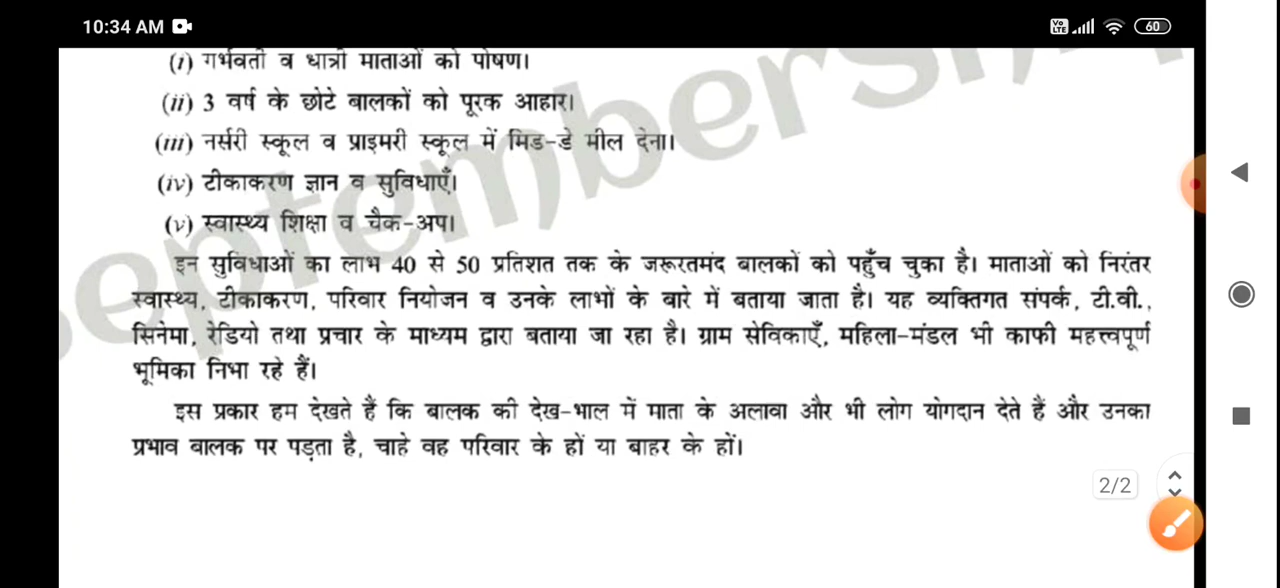 10:34 AM
Vo LTE 60
(i) गर्भवती व धात्री माताओं को पोषण।
(ii) 3 वर्ष के छोटे बालकों को पूरक आहार।
(iii) नर्सरी स्कूल व प्राइमरी स्कूल में मिड-डे मील देना।
(iv) टीकाकरण ज्ञान व सुविधाएँ।
(v) स्वास्थ्य शिक्षा व चैक-अप।
इन सुविधाओं का लाभ 40 से 50 प्रतिशत तक के जरूरतमंद बालकों को पहुँच चुका है। माताओं को निरंतर
स्वास्थ्य, टीकाकरण, परिवार नियोजन व उनके लाभों के बारे में बताया जाता है। यह व्यक्तिगत संपर्क, टी.वी.,
सिनेमा, रेडियो तथा प्रचार के माध्यम द्वारा बताया जा रहा है। ग्राम सेविकाएँ, महिला-मंडल भी काफी महत्त्वपूर्ण
भूमिका निभा रहे हैं।
इस प्रकार हम देखते हैं कि बालक की देख-भाल में माता के अलावा और भी लोग योगदान देते हैं और उनका
प्रभाव बालक पर पड़ता है, चाहे वह परिवार के हों या बाहर के हों।
2/2